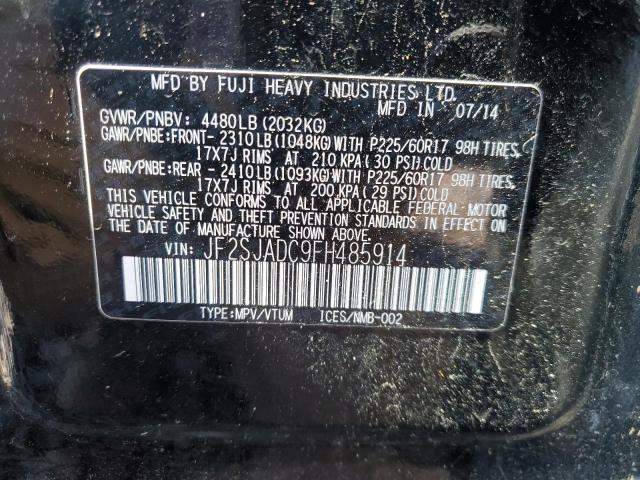 MFD BY FUJI HEAVY INDUSTRIES LTD.
MFD IN 07/14
GVWR/PNBV: 4480LB (2032KG)
GAWR/PNBE:FRONT- 2310LB (1048KG) WITH P225/60R17 98H TIRES,
17X7J RIMS AT 210 KPA ( 30 PSI) COLD
GAWR/PNBE:REAR - 2410LB (1093KG) WITH P225/60R17 98H TIRES,
17X7J RIMS AT 200 KPA ( 29 PSI) COLD
THIS VEHICLE CONFORMS TO ALL APPLICABLE FEDERAL MOTOR
VEHICLE SAFETY AND THEFT PREVENTION STANDARDS IN EFFECT ON
THE DATE OF MANUFACTURE SHOWN ABOVE.
VIN: JF2SJADC9FH485914
TYPE:MPV/VTUM ICES/NMB-002